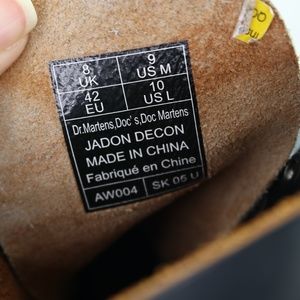 8 UK
9 US M
42 EU
10 US L
Dr.Martens,Doc's,Doc Martens
JADON DECON
MADE IN CHINA
Fabriqué en Chine
AW004 SK 05 U